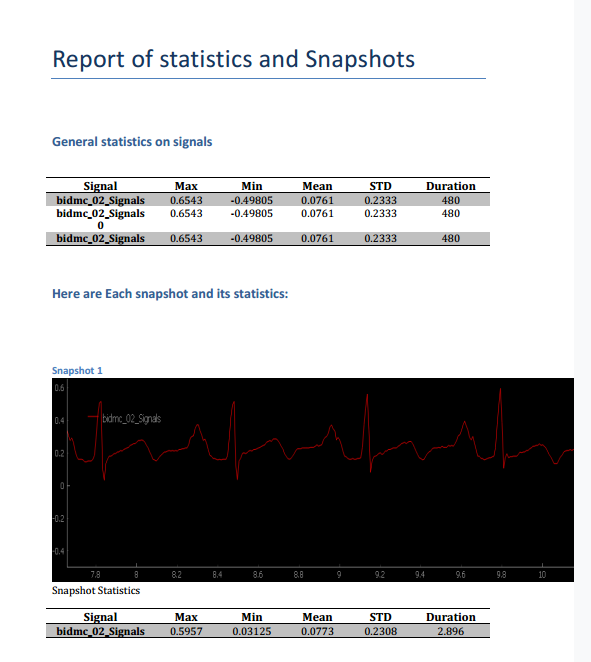 Report of statistics and Snapshots
General statistics on signals
Signal Max Min Mean STD Duration
bidmc_02_Signals 0.6543 -0.49805 0.0761 0.2333 480
bidmc_02_Signals 0.6543 -0.49805 0.0761 0.2333 480
0
bidmc_02_Signals 0.6543 -0.49805 0.0761 0.2333 480
Here are Each snapshot and its statistics:
Snapshot 1
0.6
bidmc_02_Signals
0.4
0.2
0
-0.2
-0.4
7.8 8 8.2 8.4 8.6 8.8 9 9.2 9.4 9.6 9.8 10
Snapshot Statistics
Signal Max Min Mean STD Duration
bidmc_02_Signals 0.5957 0.03125 0.0773 0.2308 2.896